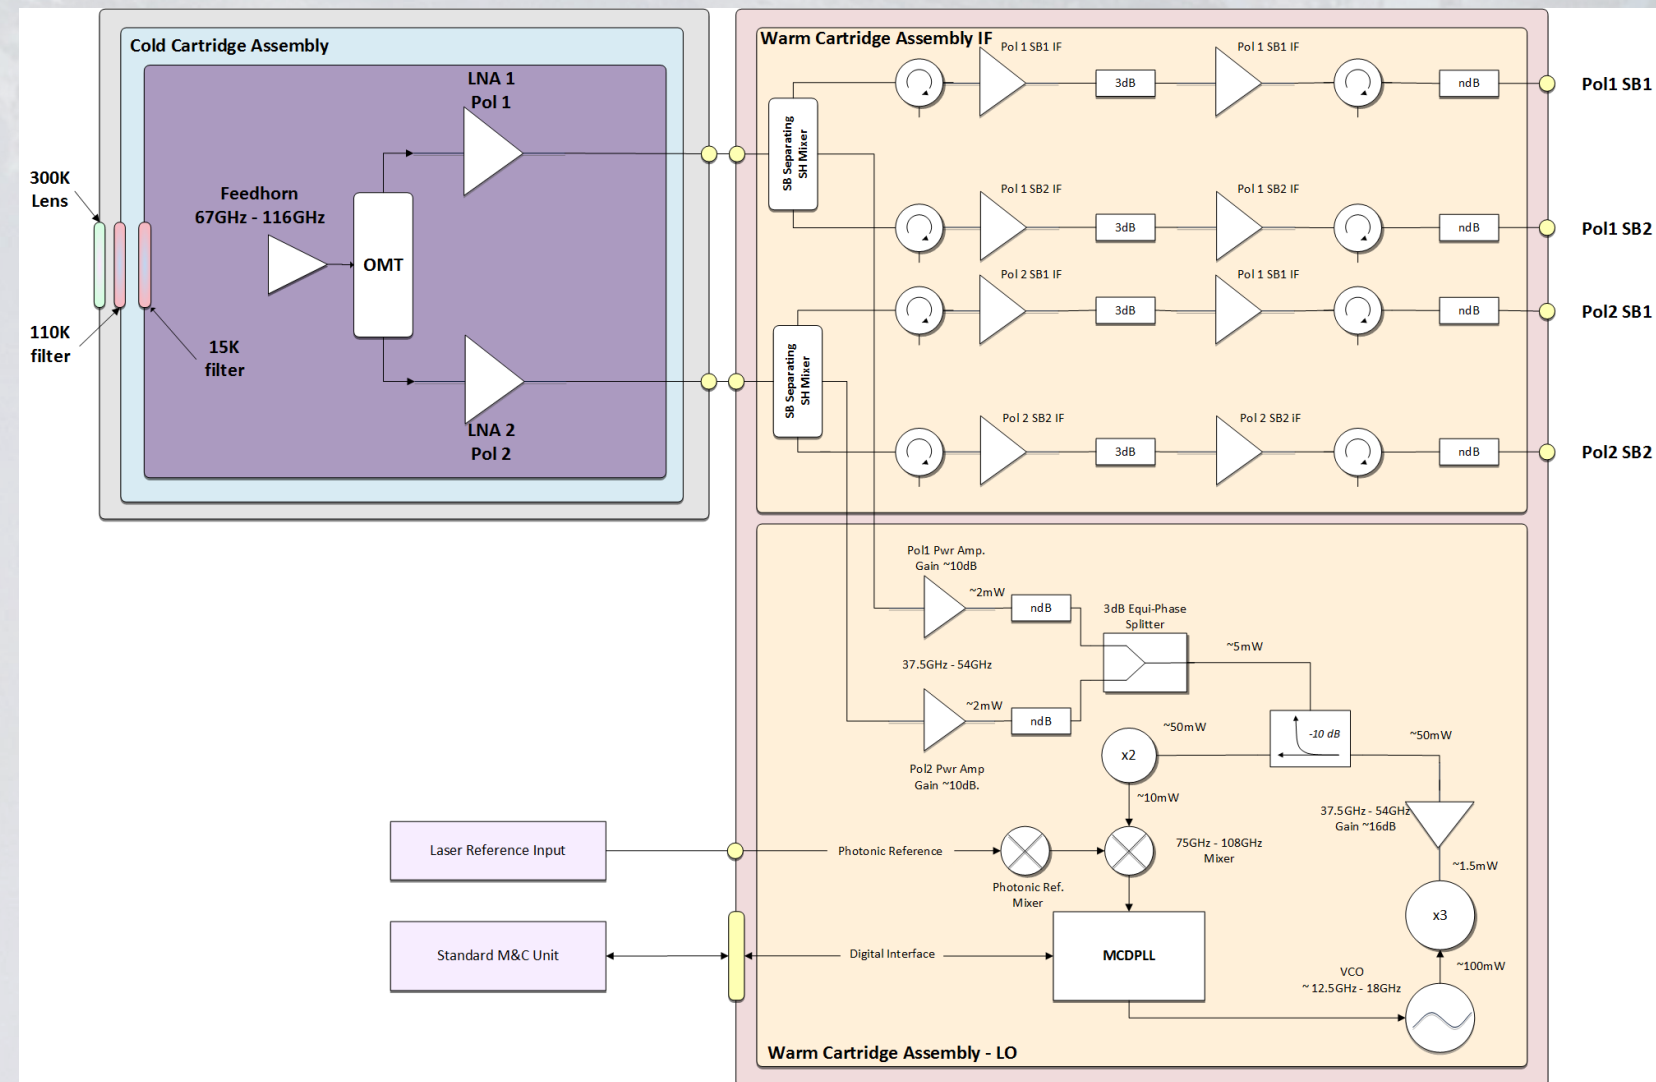 Cold Cartridge Assembly
LNA 1
Pol 1
300K
Lens
Feedhorn
67GHz - 116GHz
OMT
110K
filter
15K
filter
LNA 2
Pol 2
Warm Cartridge Assembly IF
SB Separating
SH Mixer
Pol 1 SB1 IF
3dB
Pol 1 SB1 IF
ndB
Pol1 SB1
Pol 1 SB2 IF
3dB
Pol 1 SB2 IF
ndB
Pol1 SB2
SB Separating
SH Mixer
Pol 2 SB1 IF
3dB
Pol 1 SB1 IF
ndB
Pol2 SB1
Pol 2 SB2 IF
3dB
Pol 2 SB2 iF
ndB
Pol2 SB2
Pol1 Pwr Amp.
Gain ~10dB
~2mW
ndB
3dB Equi-Phase
Splitter
~5mW
37.5GHz - 54GHz
~2mW
ndB
Pol2 Pwr Amp
Gain ~10dB.
~50mW
x2
-10 dB
~50mW
~10mW
37.5GHz - 54GHz
Gain ~16dB
75GHz - 108GHz
Mixer
~1.5mW
Laser Reference Input
Photonic Reference
Photonic Ref.
Mixer
x3
Standard M&C Unit
Digital Interface
MCDPLL
~100mW
VCO
~ 12.5GHz - 18GHz
Warm Cartridge Assembly - LO